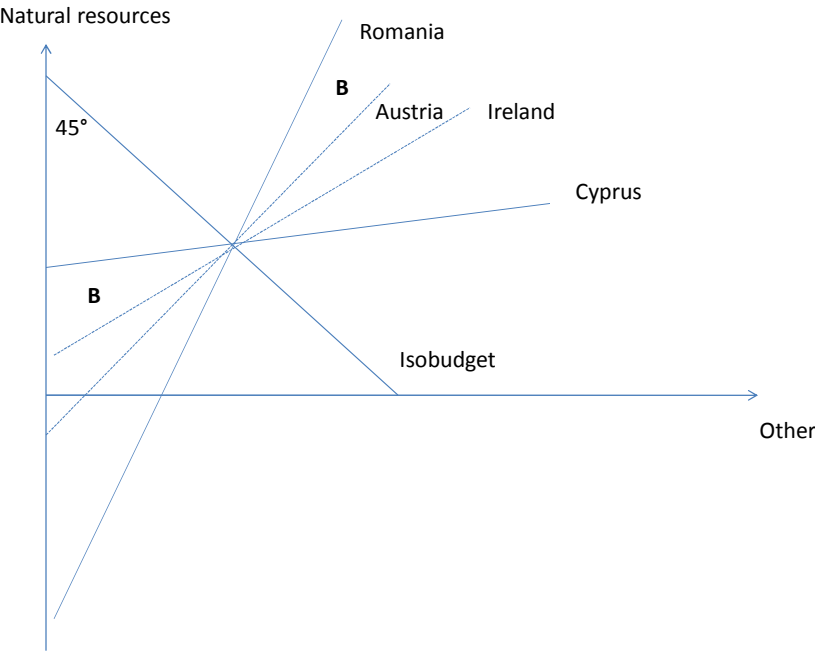 Natural resources
Romania
B
Austria
Ireland
45°
Cyprus
B
Isobudget
Other